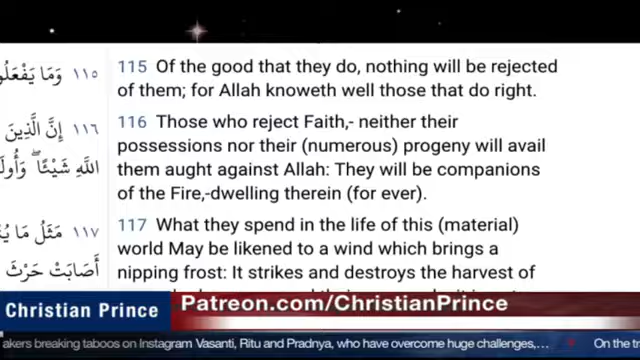 وَمَا يَفْعَلُو ١١٥
115 Of the good that they do, nothing will be rejected
of them; for Allah knoweth well those that do right.
إِنَّ الَّذِينَ ١١٦
اللَّهِ شَيْئًا ۖ وَأُولَ
116 Those who reject Faith,- neither their
possessions nor their (numerous) progeny will avail
them aught against Allah: They will be companions
of the Fire,-dwelling therein (for ever).
مَثَلُ مَا يُن ١١٧
أَصَابَتْ حَرْثَ
117 What they spend in the life of this (material)
world May be likened to a wind which brings a
nipping frost: It strikes and destroys the harvest of
Christian Prince
Patreon.com/ChristianPrince
akers breaking taboos on Instagram Vasanti, Ritu and Pradnya, who have overcome huge challenges,...
On the t